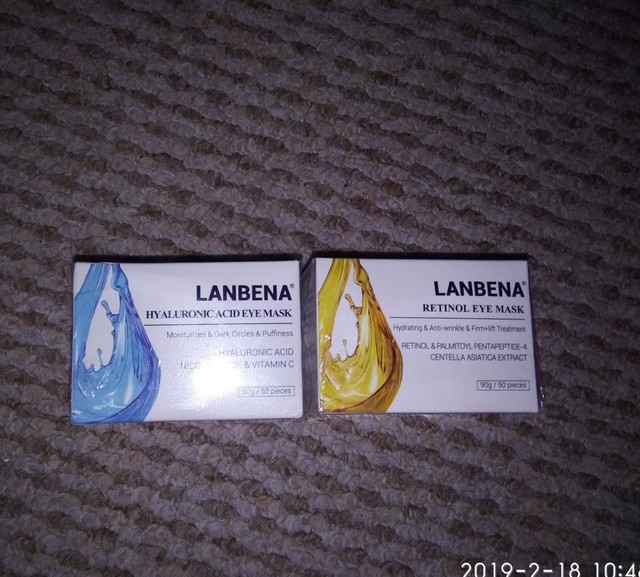 LANBENA®
HYALURONIC ACID EYE MASK
Moisturizes & Dark Circles & Puffiness
HYALURONIC ACID
& VITAMIN C
90g / 50 pieces
LANBENA®
RETINOL EYE MASK
Hydrating & Anti-wrinkle & Firm+lift Treatment
RETINOL & PALMITOYL PENTAPEPTIDE-4
CENTELLA ASIATICA EXTRACT
90g / 50 pieces
2019-2-18